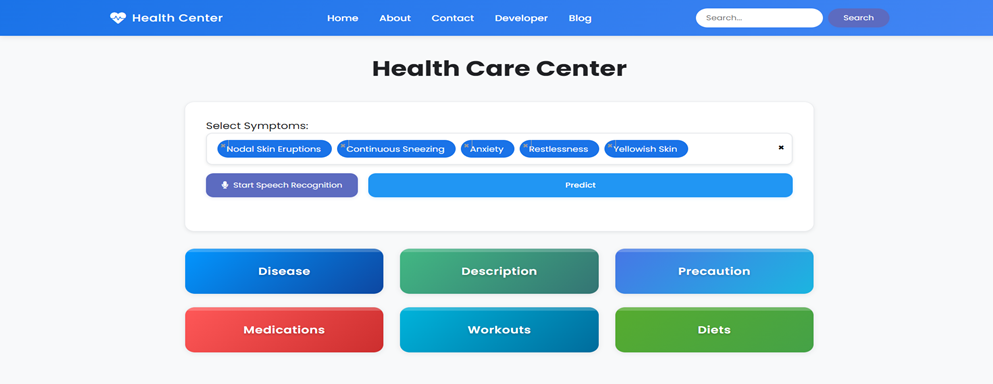 Health Center Home About Contact Developer Blog Search... Search
Health Care Center
Select Symptoms:
Nodal Skin Eruptions Continuous Sneezing Anxiety Restlessness Yellowish Skin
Start Speech Recognition Predict
Disease Description Precaution
Medications Workouts Diets